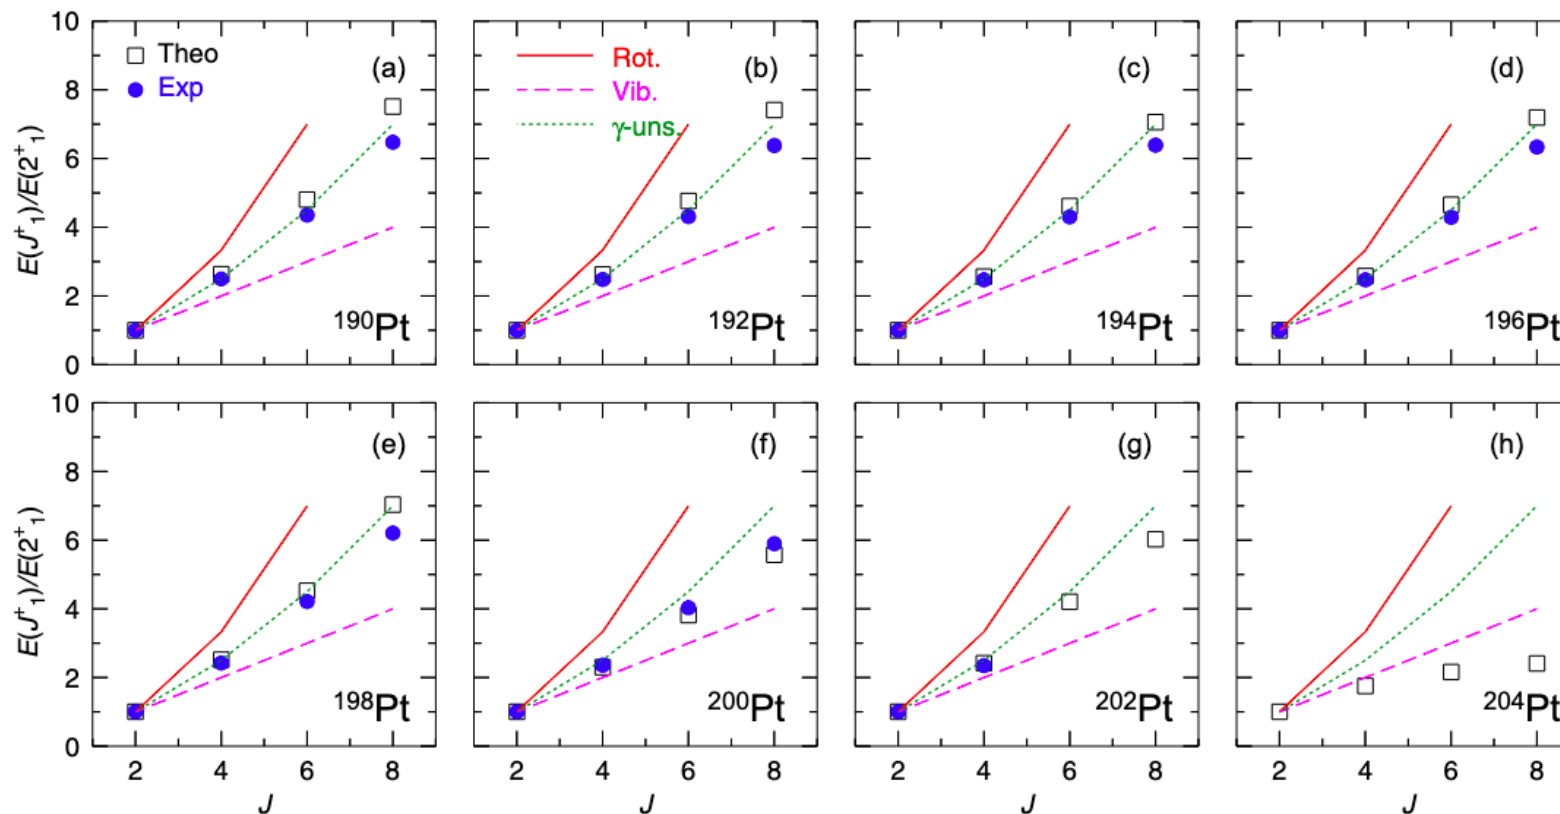 10
8
6
4
2
0
E(J⁺₁)/E(2⁺₁)
Theo
Exp
(a)
¹⁹⁰Pt
Rot.
Vib.
γ-uns.
(b)
¹⁹²Pt
(c)
¹⁹⁴Pt
(d)
¹⁹⁶Pt
10
8
6
4
2
0
E(J⁺₁)/E(2⁺₁)
(e)
¹⁹⁸Pt
(f)
²⁰⁰Pt
(g)
²⁰²Pt
(h)
²⁰⁴Pt
2 4 6 8
2 4 6 8
2 4 6 8
2 4 6 8
J
J
J
J